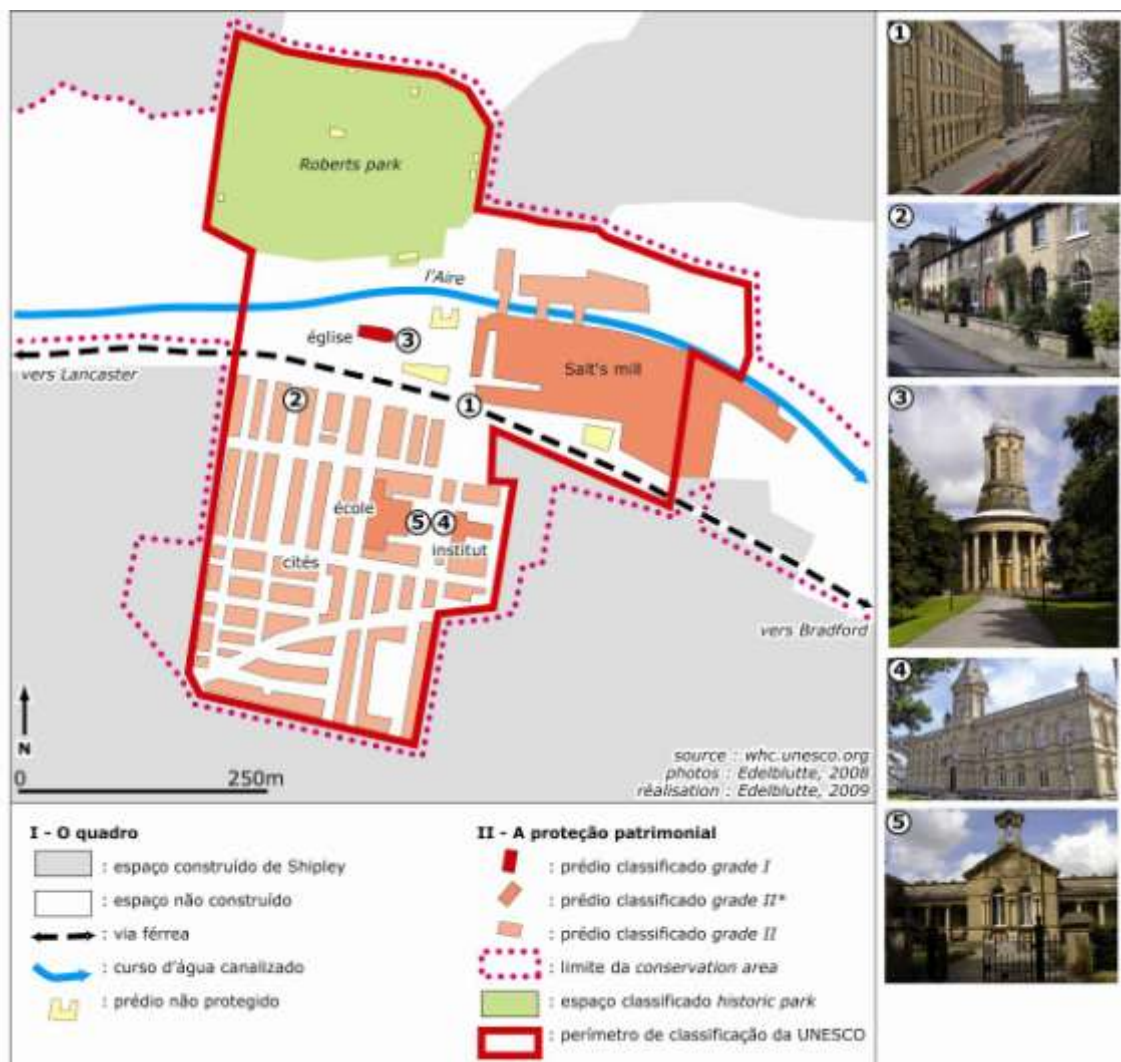 Roberts park
l'Aire
église
3
vers Lancaster
Salt's mill
2
1
école
5 4
institut
cités
vers Bradford
N
0 250m
source : whc.unesco.org
photos : Edelblutte, 2008
réalisation : Edelblutte, 2009
1
2
3
4
5
I - O quadro
: espaço construído de Shipley
: espaço não construído
: via férrea
: curso d'água canalizado
: prédio não protegido
II - A proteção patrimonial
: prédio classificado grade I
: prédio classificado grade II*
: prédio classificado grade II
: limite da conservation area
: espaço classificado historic park
: perímetro de classificação da UNESCO